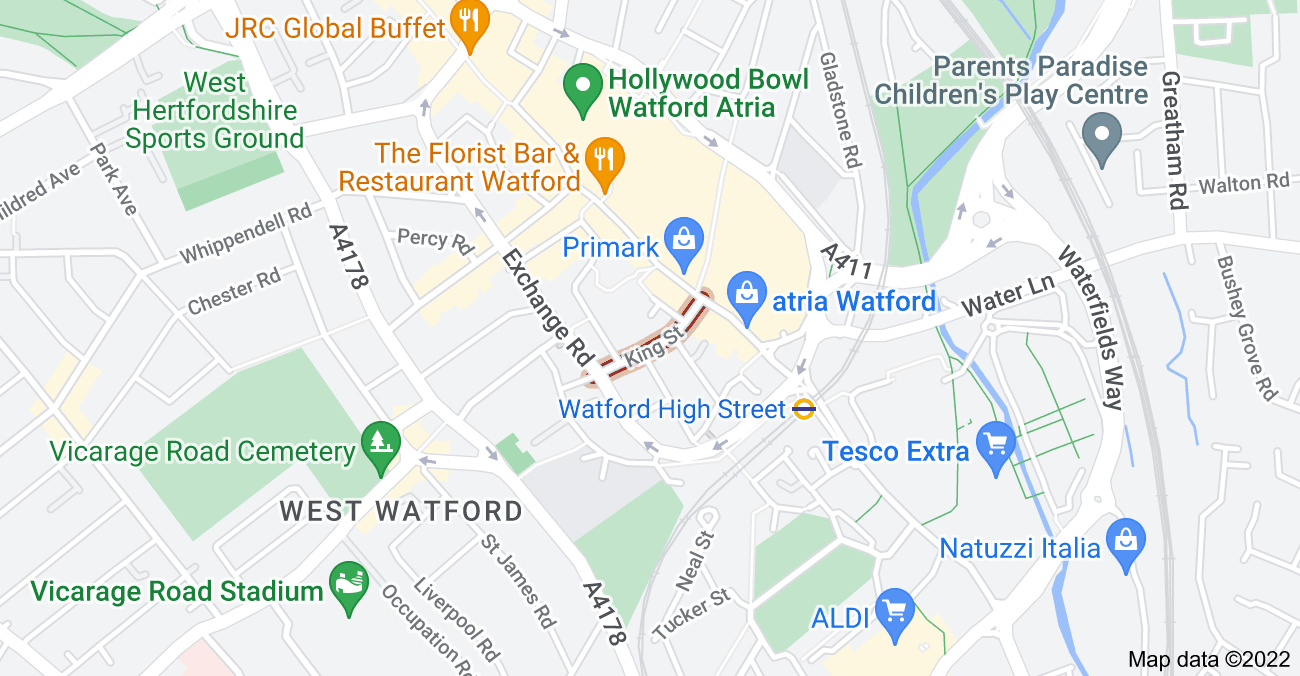 JRC Global Buffet
West
Hertfordshire
Sports Ground
Hollywood Bowl
Watford Atria
Gladstone Rd
Parents Paradise
Children's Play Centre
Greatham Rd
The Florist Bar &
Restaurant Watford
Park Ave
ildred Ave
Walton Rd
Whippendell Rd
Percy Rd
A4178
Primark
A411
Chester Rd
Exchange Rd
atria Watford
Water Ln
Waterfields Way
Bushey Grove Rd
King St
Watford High Street
Vicarage Road Cemetery
Tesco Extra
WEST WATFORD
Natuzzi Italia
St James Rd
Neal St
Vicarage Road Stadium
Liverpool Rd
Occupation Rd
Tucker St
A4178
ALDI
Map data ©2022